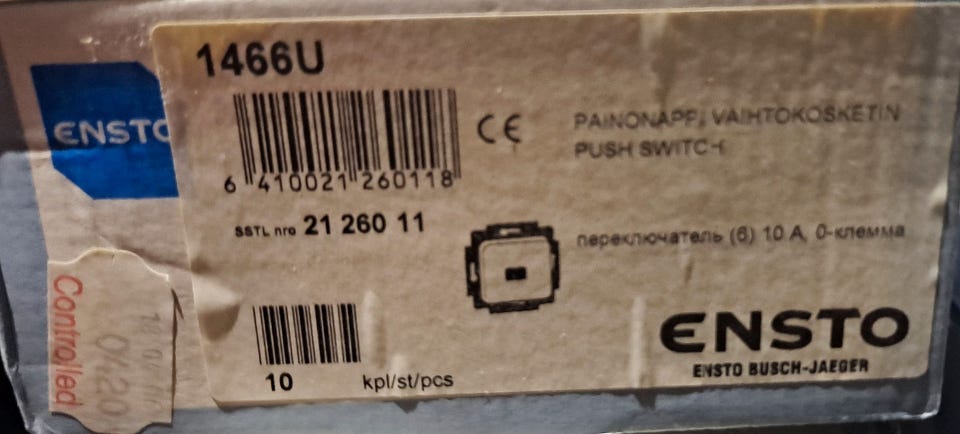 1466U
ENSTO
6 410021 260118
CE
PAINONAPPI VAIHTOKOSKETIN
PUSH SWITCH
SSTL nro 21 260 11
переключатель (6) 10 А, 0-клемма
10 kpl/st/pcs
ENSTO
ENSTO BUSCH-JAEGER
Controlled